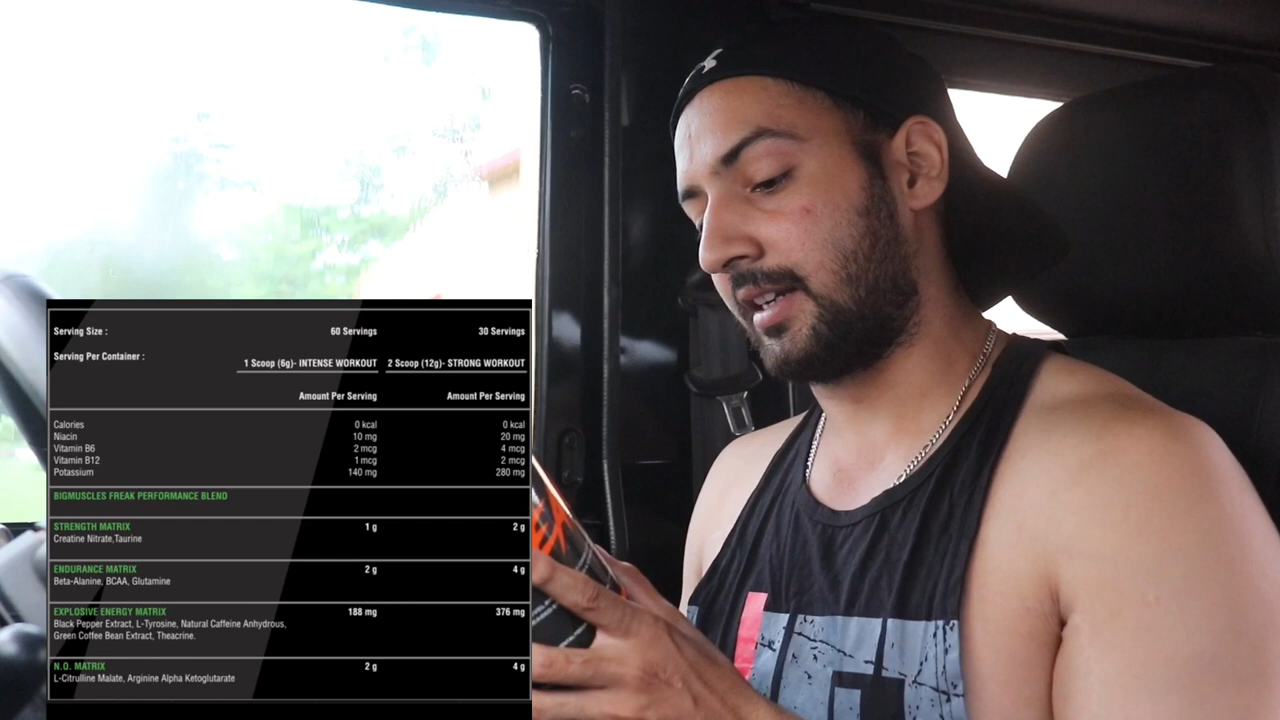 Serving Size : 60 Servings 30 Servings
Serving Per Container : 1 Scoop (6g)- INTENSE WORKOUT 2 Scoop (12g)- STRONG WORKOUT
Amount Per Serving Amount Per Serving
Calories 0 kcal 0 kcal
Niacin 10 mg 20 mg
Vitamin B6 2 mcg 4 mcg
Vitamin B12 1 mcg 2 mcg
Potassium 140 mg 280 mg
BIGMUSCLES FREAK PERFORMANCE BLEND
STRENGTH MATRIX 1 g 2 g
Creatine Nitrate,Taurine
ENDURANCE MATRIX 2 g 4 g
Beta-Alanine, BCAA, Glutamine
EXPLOSIVE ENERGY MATRIX 188 mg 376 mg
Black Pepper Extract, L-Tyrosine, Natural Caffeine Anhydrous,
Green Coffee Bean Extract, Theacrine.
N.O. MATRIX 2 g 4 g
L-Citrulline Malate, Arginine Alpha Ketoglutarate